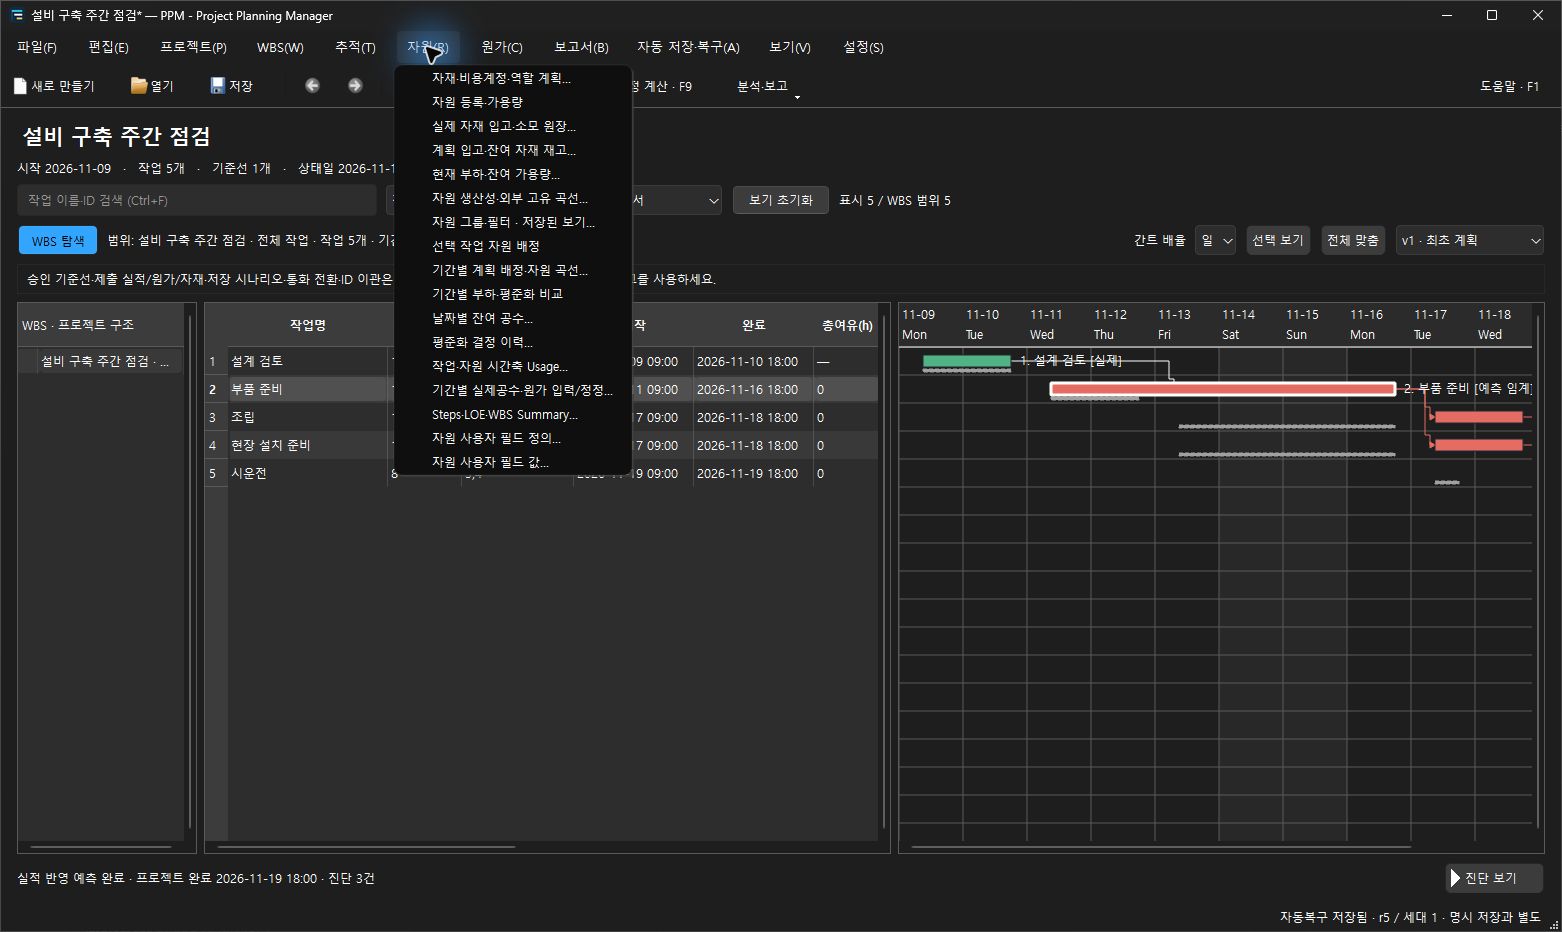 설비 구축 주간 점검* — PPM - Project Planning Manager
파일(F) 편집(E) 프로젝트(P) WBS(W) 추적(T) 자원(R) 원가(C) 보고서(B) 자동 저장·복구(A) 보기(V) 설정(S)
새로 만들기 열기 저장 계산 · F9 분석·보고 도움말 · F1
자재·비용계정·역할 계획...
자원 등록·가용량
실제 자재 입고·소모 원장...
계획 입고·잔여 자재 재고...
현재 부하·잔여 가용량...
자원 생산성·외부 고유 곡선...
자원 그룹·필터 · 저장된 보기...
선택 작업 자원 배정
기간별 계획 배정·자원 곡선...
기간별 부하·평준화 비교
날짜별 잔여 공수...
평준화 결정 이력...
작업·자원 시간축 Usage...
기간별 실제공수·원가 입력/정정...
Steps·LOE·WBS Summary...
자원 사용자 필드 정의...
자원 사용자 필드 값...
설비 구축 주간 점검
시작 2026-11-09 · 작업 5개 · 기준선 1개 · 상태일 2026-11-1
작업 이름·ID 검색 (Ctrl+F) 서 보기 초기화 표시 5 / WBS 범위 5
WBS 탐색 범위: 설비 구축 주간 점검 · 전체 작업 · 작업 5개 · 간트 배율 일 선택 보기 전체 맞춤 v1 · 최초 계획
승인 기준선·제출 실적/원가/자재·저장 시나리오·통화 전환·ID 이관은 를 사용하세요.
WBS · 프로젝트 구조
설비 구축 주간 점검 · ...
작업명 작 완료 총여유(h)
1 설계 검토 09 09:00 2026-11-10 18:00 —
2 부품 준비 1 09:00 2026-11-16 18:00 0
3 조립 17 09:00 2026-11-18 18:00 0
4 현장 설치 준비 17 09:00 2026-11-18 18:00 0
5 시운전 19 09:00 2026-11-19 18:00 0
11-09 11-10 11-11 11-12 11-13 11-14 11-15 11-16 11-17 11-18
Mon Tue Wed Thu Fri Sat Sun Mon Tue Wed
1. 설계 검토 [실제]
2. 부품 준비 [예측 임계]
실적 반영 예측 완료 · 프로젝트 완료 2026-11-19 18:00 · 진단 3건
진단 보기
자동복구 저장됨 · r5 / 세대 1 · 명시 저장과 별도